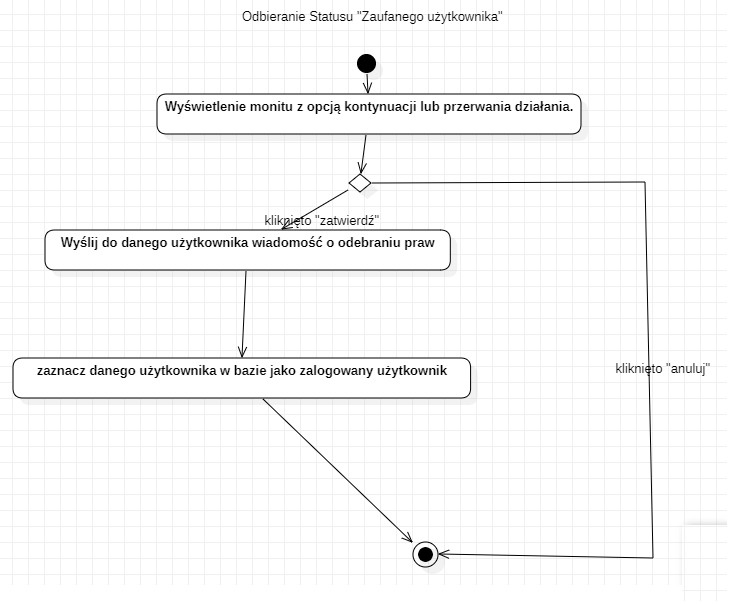 Odbieranie Statusu "Zaufanego użytkownika"
Wyświetlenie monitu z opcją kontynuacji lub przerwania działania.
kliknięto "zatwierdź"
Wyślij do danego użytkownika wiadomość o odebraniu praw
zaznacz danego użytkownika w bazie jako zalogowany użytkownik
kliknięto "anuluj"